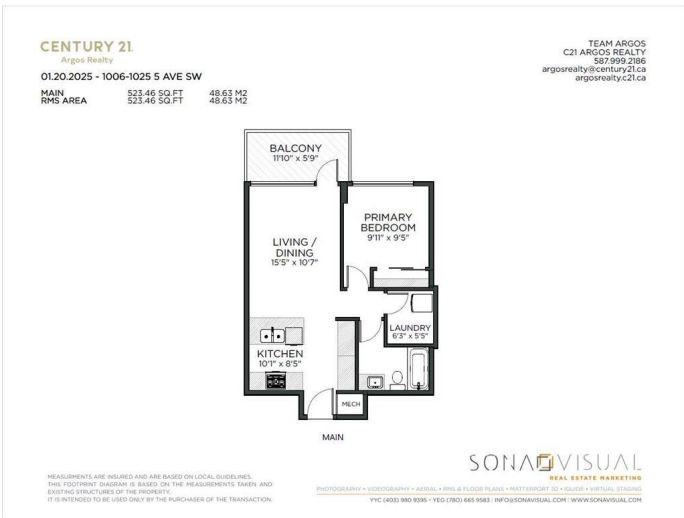 CENTURY 21.
Argos Realty
01.20.2025 - 1006-1025 5 AVE SW
MAIN 523.46 SQ.FT 48.63 M2
RMS AREA 523.46 SQ.FT 48.63 M2
TEAM ARGOS
C21 ARGOS REALTY
587.999.2186
argosrealty@century21.ca
argosrealty.c21.ca
BALCONY
11'10" x 5'9"
PRIMARY
BEDROOM
9'11" x 9'5"
LIVING /
DINING
15'5" x 10'7"
LAUNDRY
6'3" x 5'5"
KITCHEN
10'1" x 8'5"
MECH
MAIN
MEASURMENTS ARE INSURED AND ARE BASED ON LOCAL GUIDELINES.
THIS FOOTPRINT DIAGRAM IS BASED ON THE MEASUREMENTS TAKEN AND
EXISTING STRUCTURES OF THE PROPERTY.
IT IS INTENDED TO BE USED ONLY BY THE PURCHASER OF THE TRANSACTION.
SONA VISUAL
REAL ESTATE MARKETING
PHOTOGRAPHY • VIDEOGRAPHY • AERIAL • RMS & FLOOR PLANS • MATTERPORT 3D • IGUIDE • VIRTUAL STAGING
YYC (403) 980 9395 • YEG (780) 665 9583 | INFO@SONAVISUAL.COM | WWW.SONAVISUAL.COM